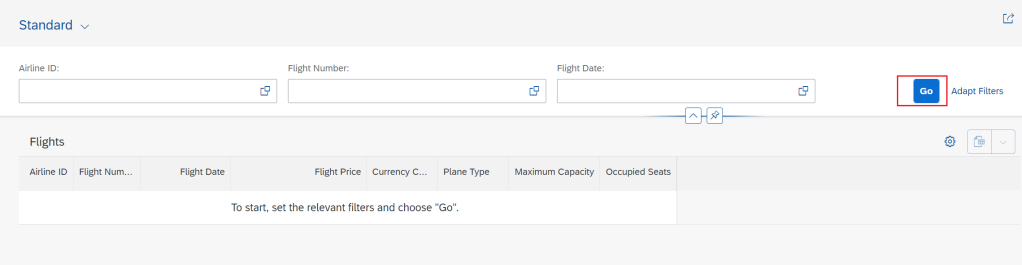 Standard
Airline ID: Flight Number: Flight Date:
Go Adapt Filters
Flights
Airline ID Flight Num... Flight Date Flight Price Currency C... Plane Type Maximum Capacity Occupied Seats
To start, set the relevant filters and choose "Go".